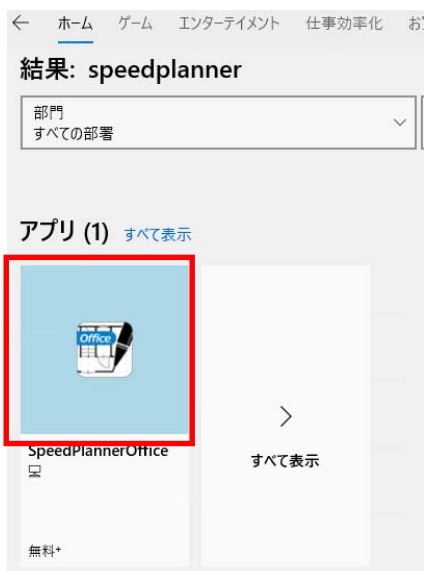 ← ホーム ゲーム エンターテイメント 仕事効率化
結果: speedplanner
部門
すべての部署
アプリ (1) すべて表示
Office
SpeedPlannerOffice
すべて表示
無料+